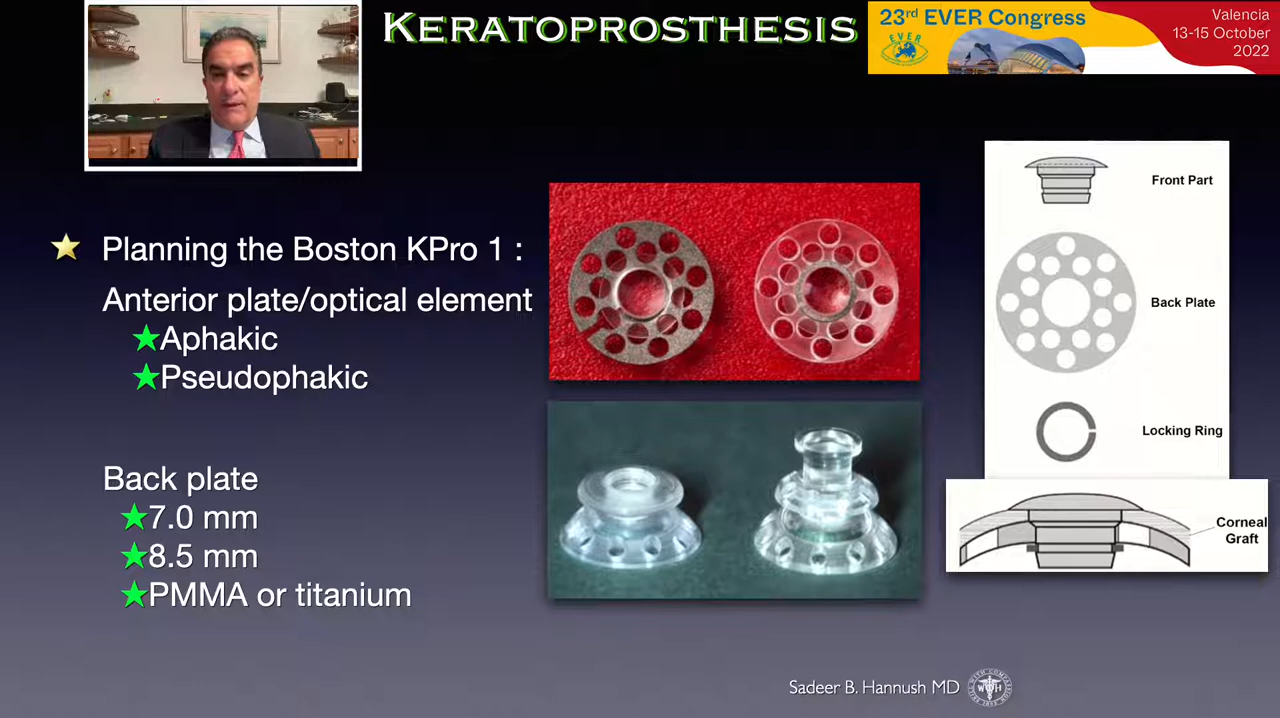 KERATOPROSTHESIS
23rd EVER Congress
EVER
Valencia
13-15 October
2022
Planning the Boston KPro 1 :
Anterior plate/optical element
Aphakic
Pseudophakic
Back plate
7.0 mm
8.5 mm
PMMA or titanium
Front Part
Back Plate
Locking Ring
Corneal
Graft
Sadeer B. Hannush MD